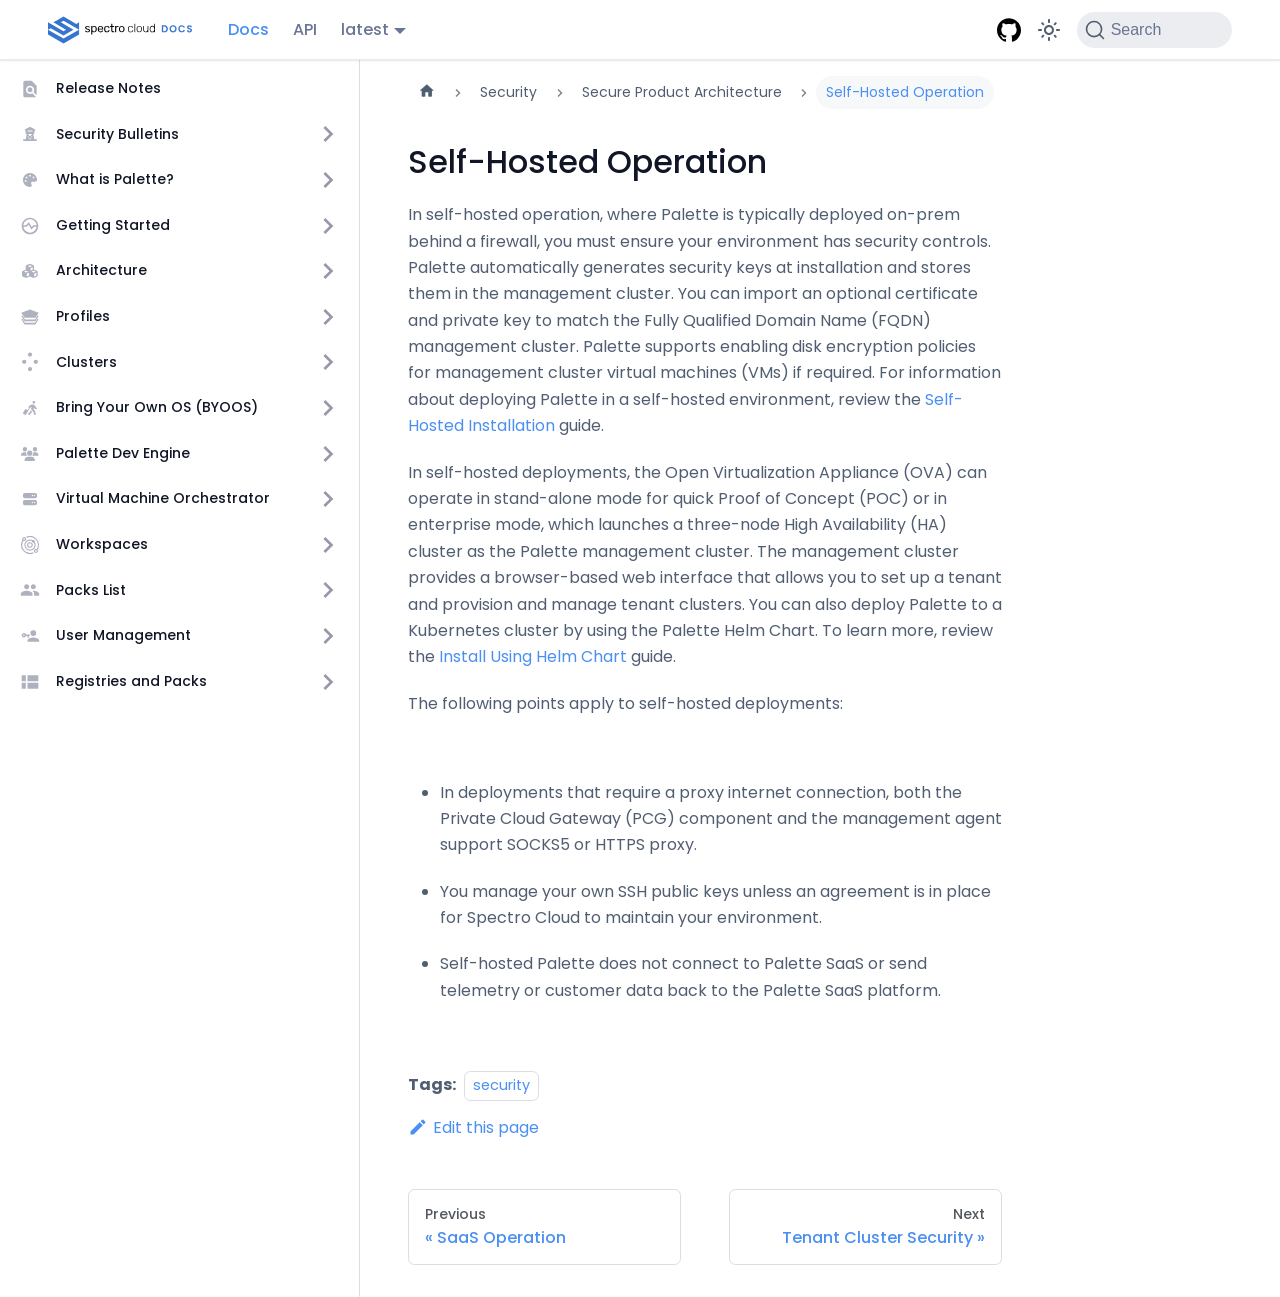 spectro cloud DOCS
Docs
API
latest
Search
Release Notes
Security Bulletins
What is Palette?
Getting Started
Architecture
Profiles
Clusters
Bring Your Own OS (BYOOS)
Palette Dev Engine
Virtual Machine Orchestrator
Workspaces
Packs List
User Management
Registries and Packs
Security
Secure Product Architecture
Self-Hosted Operation
Self-Hosted Operation
In self-hosted operation, where Palette is typically deployed on-prem
behind a firewall, you must ensure your environment has security controls.
Palette automatically generates security keys at installation and stores
them in the management cluster. You can import an optional certificate
and private key to match the Fully Qualified Domain Name (FQDN)
management cluster. Palette supports enabling disk encryption policies
for management cluster virtual machines (VMs) if required. For information
about deploying Palette in a self-hosted environment, review the Self-
Hosted Installation guide.
In self-hosted deployments, the Open Virtualization Appliance (OVA) can
operate in stand-alone mode for quick Proof of Concept (POC) or in
enterprise mode, which launches a three-node High Availability (HA)
cluster as the Palette management cluster. The management cluster
provides a browser-based web interface that allows you to set up a tenant
and provision and manage tenant clusters. You can also deploy Palette to a
Kubernetes cluster by using the Palette Helm Chart. To learn more, review
the Install Using Helm Chart guide.
The following points apply to self-hosted deployments:
• In deployments that require a proxy internet connection, both the
Private Cloud Gateway (PCG) component and the management agent
support SOCKS5 or HTTPS proxy.
• You manage your own SSH public keys unless an agreement is in place
for Spectro Cloud to maintain your environment.
• Self-hosted Palette does not connect to Palette SaaS or send
telemetry or customer data back to the Palette SaaS platform.
Tags: security
Edit this page
Previous
« SaaS Operation
Next
Tenant Cluster Security »